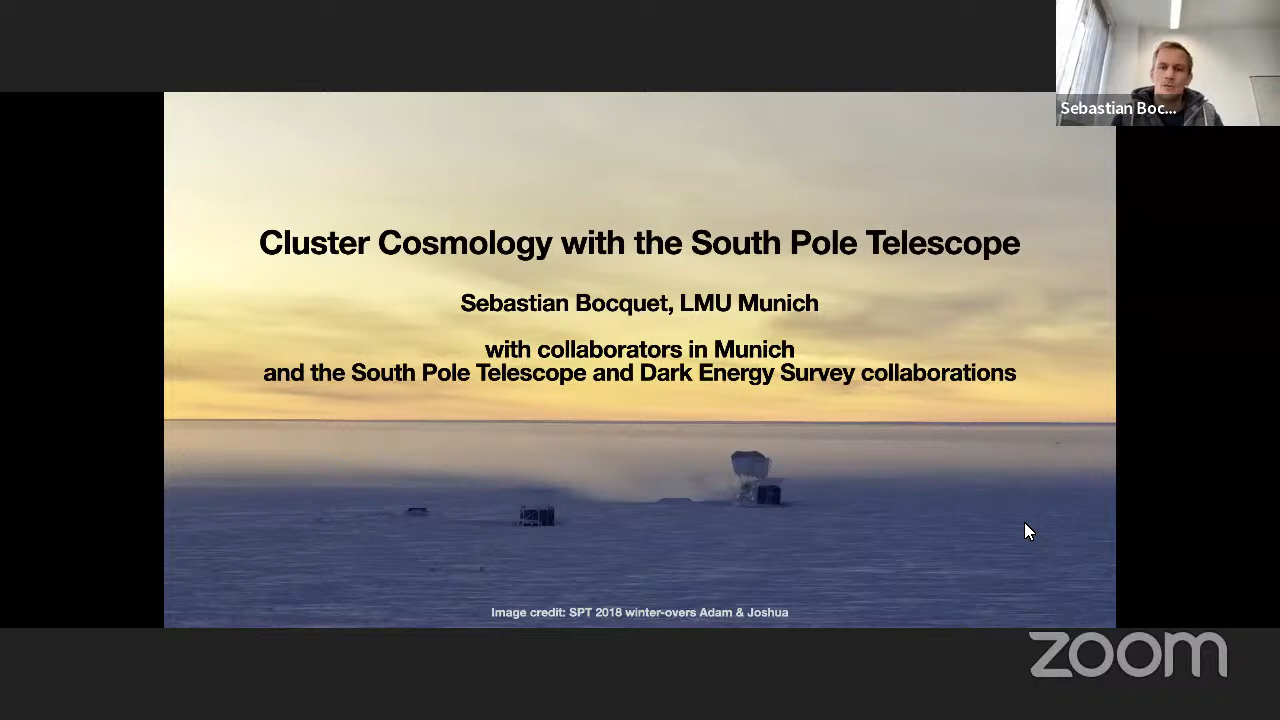 Sebastian Boc...
Cluster Cosmology with the South Pole Telescope
Sebastian Bocquet, LMU Munich
with collaborators in Munich
and the South Pole Telescope and Dark Energy Survey collaborations
Image credit: SPT 2018 winter-overs Adam & Joshua
zoom